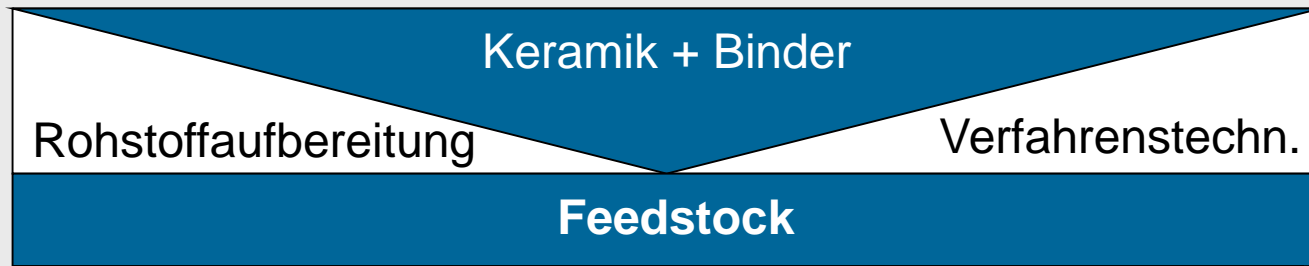 Keramik + Binder
Rohstoffaufbereitung
Verfahrenstechn.
Feedstock